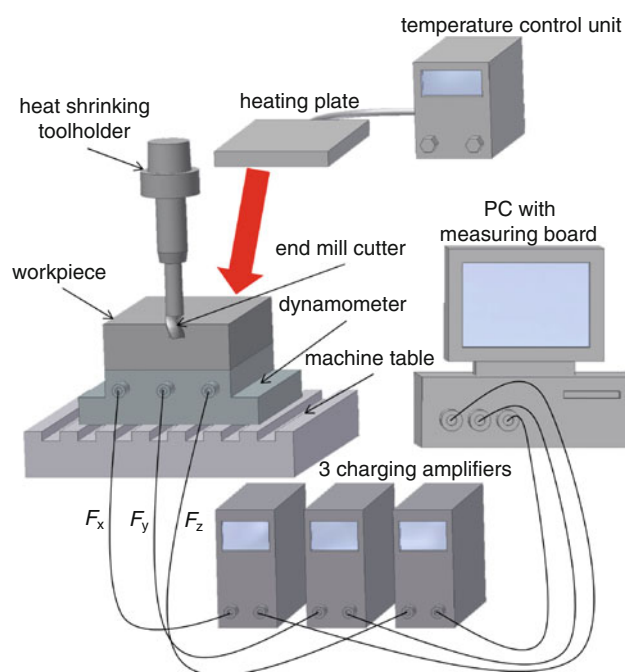 temperature control unit
heating plate
heat shrinking
toolholder
PC with
measuring board
end mill cutter
workpiece
dynamometer
machine table
3 charging amplifiers
Fx
Fy
Fz